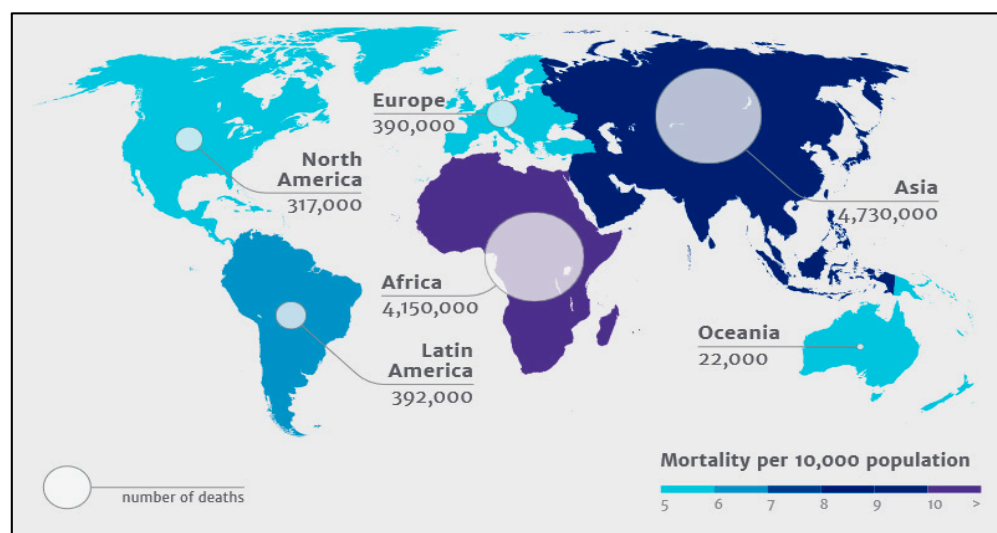 Europe
390,000
North
America
317,000
Asia
4,730,000
Africa
4,150,000
Oceania
22,000
Latin
America
392,000
Mortality per 10,000 population
5 6 7 8 9 10 >
number of deaths